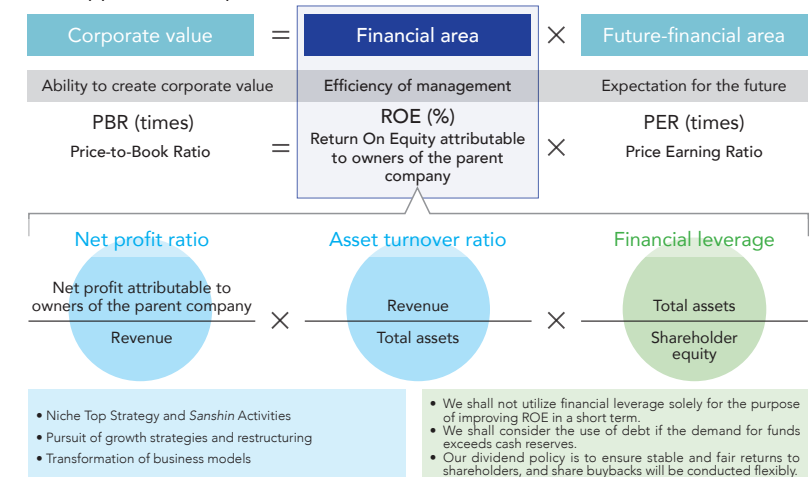 Corporate value = Financial area × Future-financial area
Ability to create corporate value Efficiency of management Expectation for the future
PBR (times)
Price-to-Book Ratio
=
ROE (%)
Return On Equity attributable
to owners of the parent
company
×
PER (times)
Price Earning Ratio
Net profit ratio
Net profit attributable to
owners of the parent company
Revenue
×
Asset turnover ratio
Revenue
Total assets
×
Financial leverage
Total assets
Shareholder
equity
• Niche Top Strategy and Sanshin Activities
• Pursuit of growth strategies and restructuring
• Transformation of business models
• We shall not utilize financial leverage solely for the purpose
of improving ROE in a short term.
• We shall consider the use of debt if the demand for funds
exceeds cash reserves.
• Our dividend policy is to ensure stable and fair returns to
shareholders, and share buybacks will be conducted flexibly.